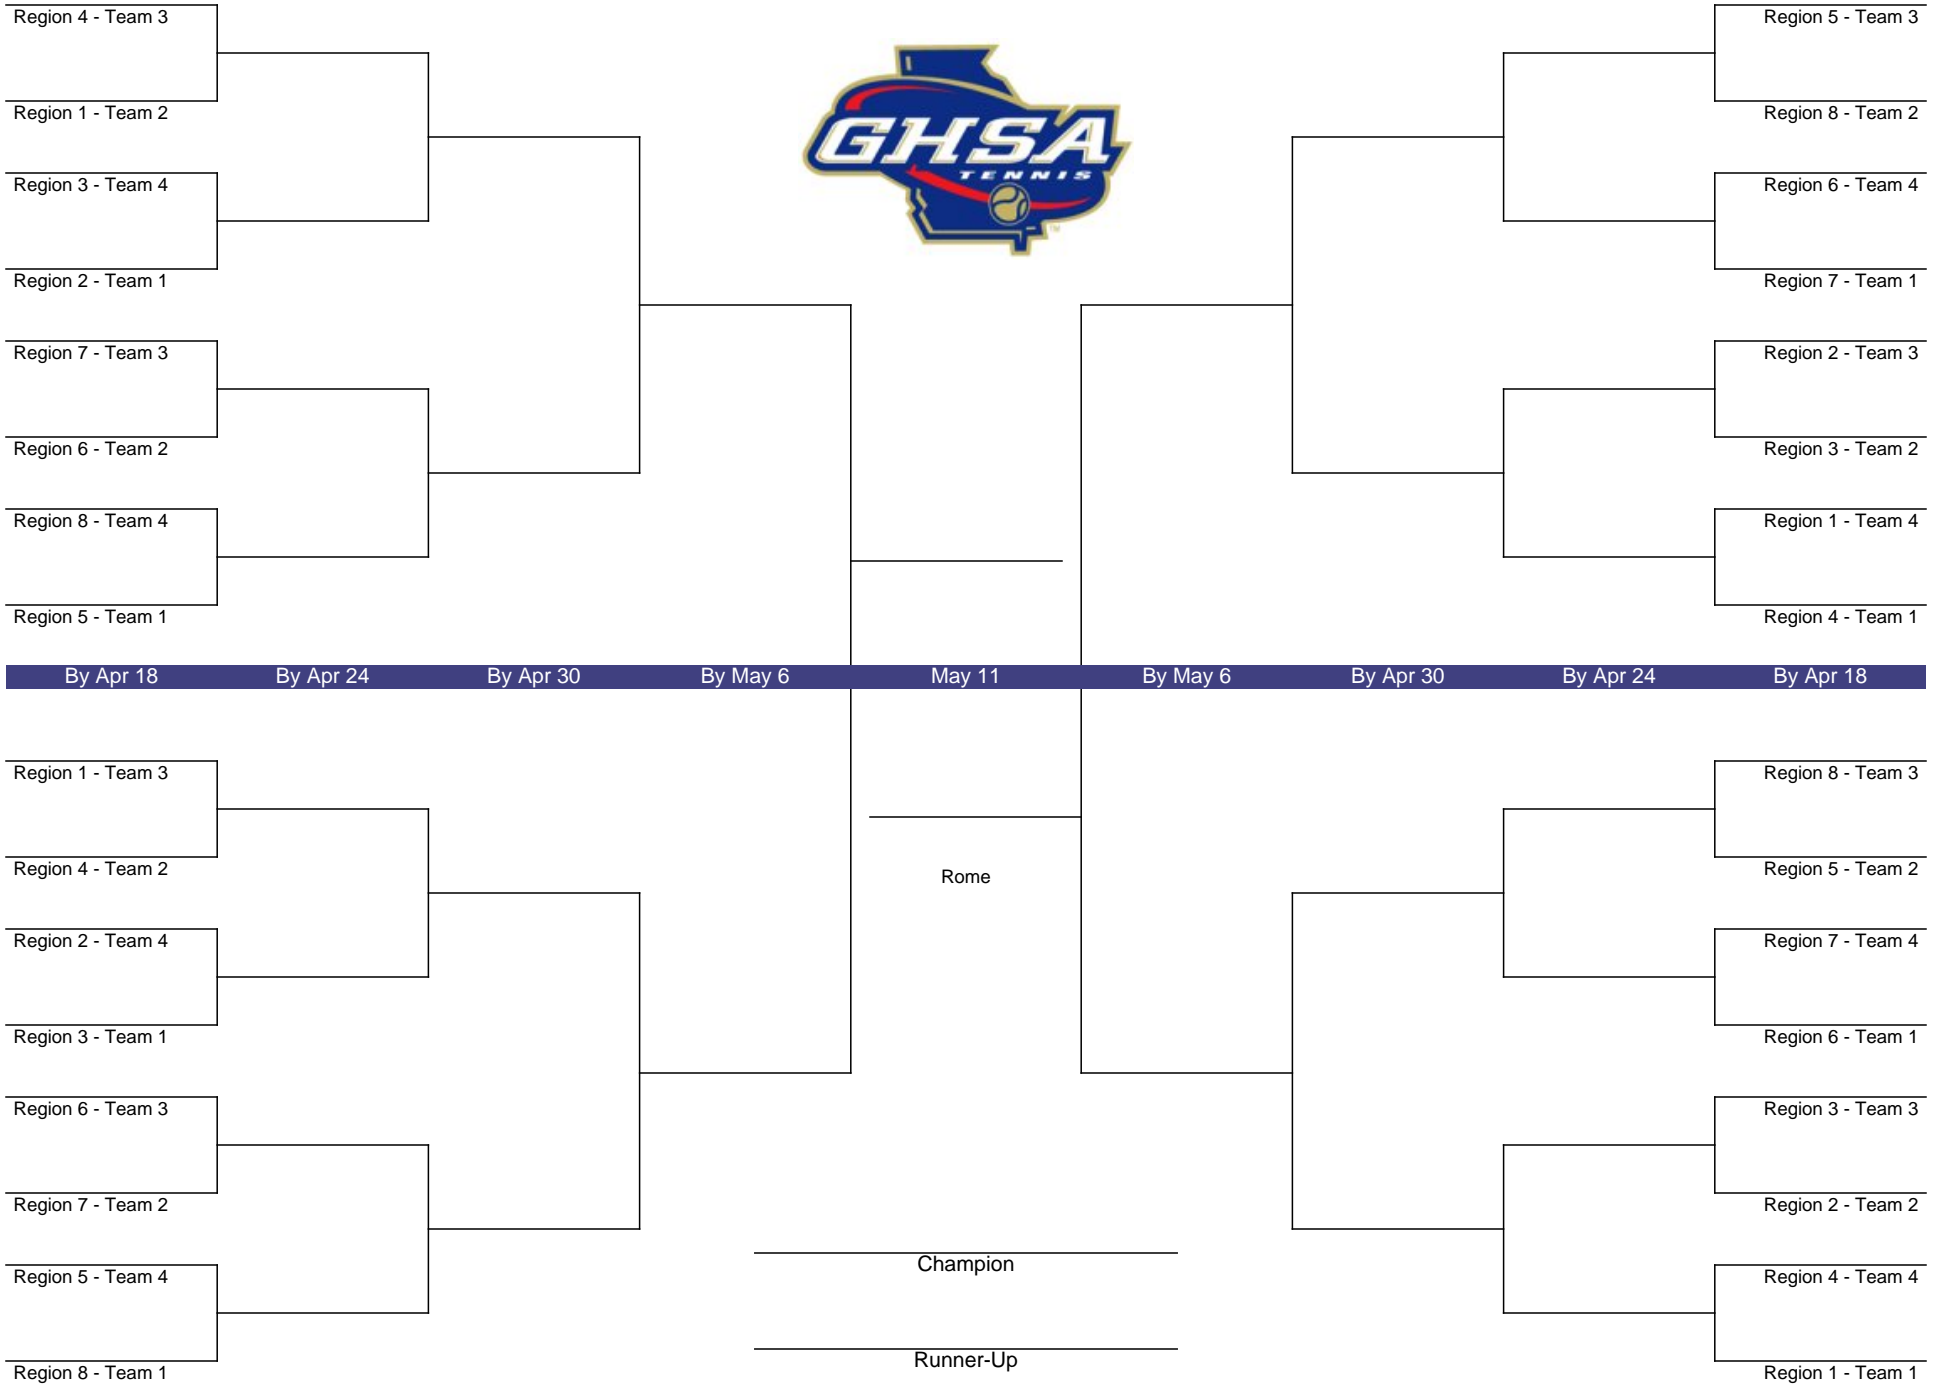 Region 4 - Team 3
Region 5 - Team 3
Region 1 - Team 2
Region 8 - Team 2
GHSA
TENNIS
™
Region 3 - Team 4
Region 6 - Team 4
Region 2 - Team 1
Region 7 - Team 1
Region 7 - Team 3
Region 2 - Team 3
Region 6 - Team 2
Region 3 - Team 2
Region 8 - Team 4
Region 1 - Team 4
Region 5 - Team 1
Region 4 - Team 1
By Apr 18 By Apr 24 By Apr 30 By May 6 May 11 By May 6 By Apr 30 By Apr 24 By Apr 18
Region 1 - Team 3
Region 8 - Team 3
Region 4 - Team 2
Rome
Region 5 - Team 2
Region 2 - Team 4
Region 7 - Team 4
Region 3 - Team 1
Region 6 - Team 1
Region 6 - Team 3
Region 3 - Team 3
Region 7 - Team 2
Region 2 - Team 2
Champion
Region 5 - Team 4
Region 4 - Team 4
Runner-Up
Region 8 - Team 1
Region 1 - Team 1